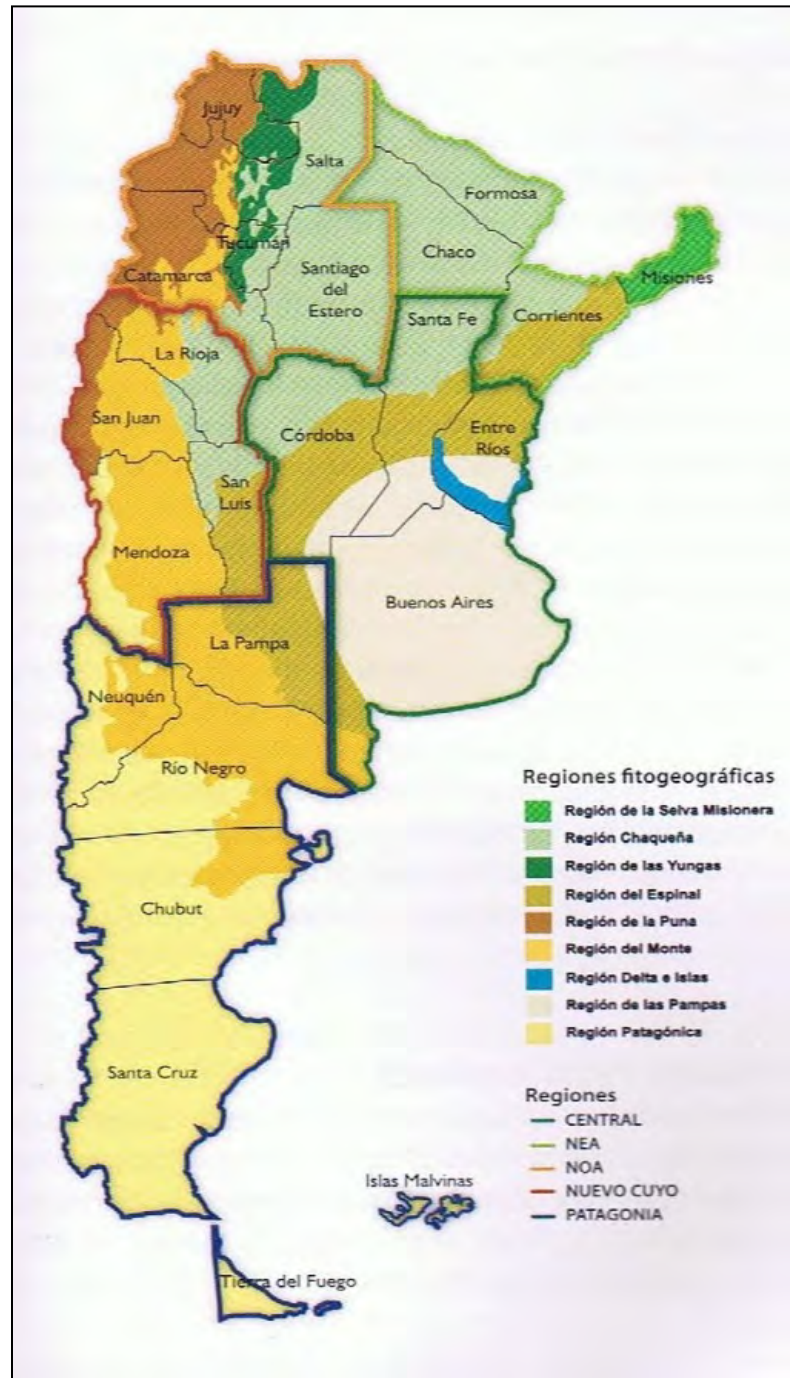 Jujuy
Salta
Formosa
Chaco
Tucumán
Misiones
Catamarca
Santiago
del
Estero
Santa Fe
Corrientes
La Rioja
San Juan
Córdoba
Entre
Ríos
San
Luis
Mendoza
Buenos Aires
La Pampa
Neuquén
Río Negro
Chubut
Santa Cruz
Islas Malvinas
Tierra del Fuego
Regiones fitogeográficas
Región de la Selva Misionera
Región Chaqueña
Región de las Yungas
Región del Espinal
Región de la Puna
Región del Monte
Región Delta e Islas
Región de las Pampas
Región Patagónica
Regiones
CENTRAL
NEA
NOA
NUEVO CUYO
PATAGONIA